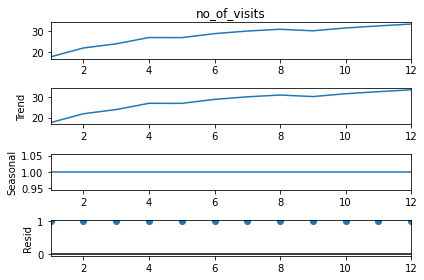 no_of_visits
30
20
2 4 6 8 10 12
Trend
30
20
2 4 6 8 10 12
Seasonal
1.05
1.00
0.95
2 4 6 8 10 12
Resid
1
0
2 4 6 8 10 12